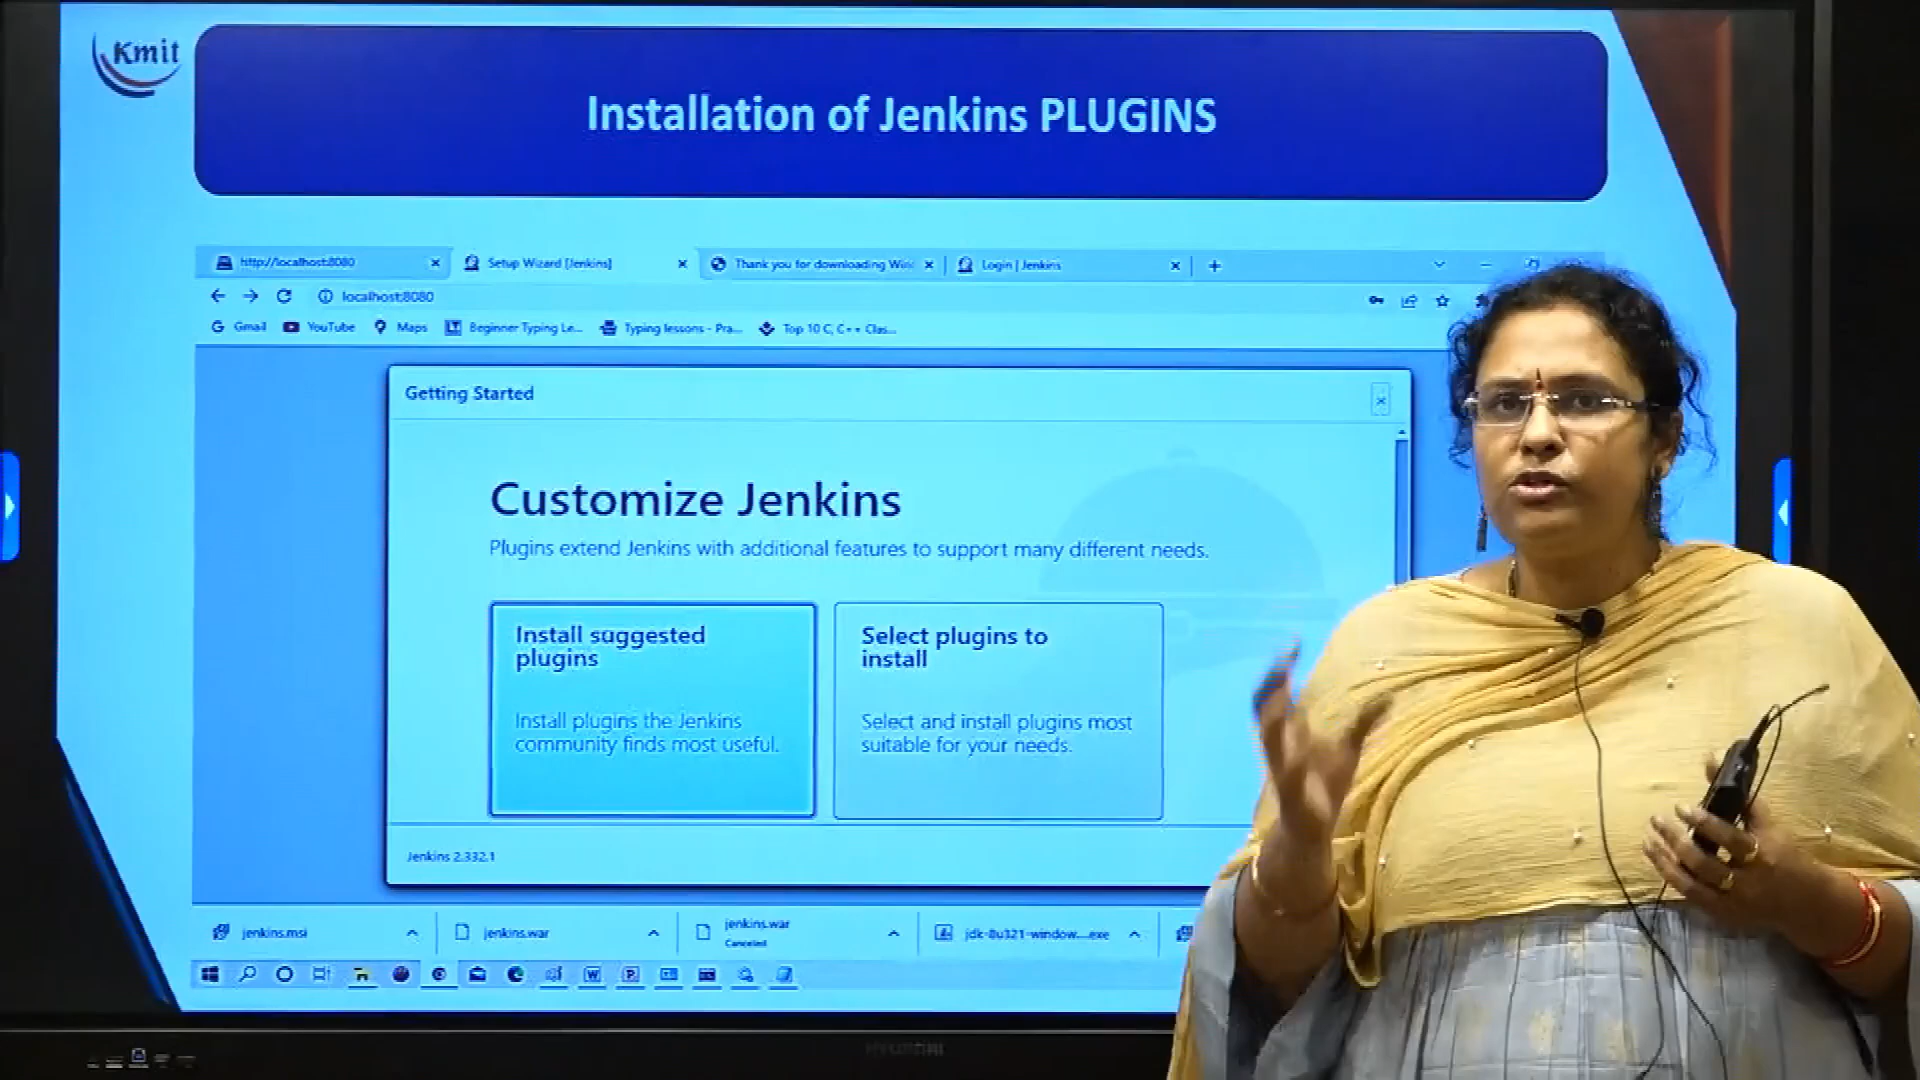 Kmit
Installation of Jenkins PLUGINS
http://localhost:8080
Setup Wizard [Jenkins]
Thank you for downloading Win
Login | Jenkins
localhost:8080
Gmail
YouTube
Maps
Beginner Typing Le...
Typing lessons - Pra...
Top 10 C, C++ Clas...
Getting Started
Customize Jenkins
Plugins extend Jenkins with additional features to support many different needs.
Install suggested
plugins
Install plugins the Jenkins
community finds most useful.
Select plugins to
install
Select and install plugins most
suitable for your needs.
Jenkins 2.332.1
jenkins.msi
jenkins.war
jenkins.war
Canceled
jdk-8u321-window....exe
HYUNDAI